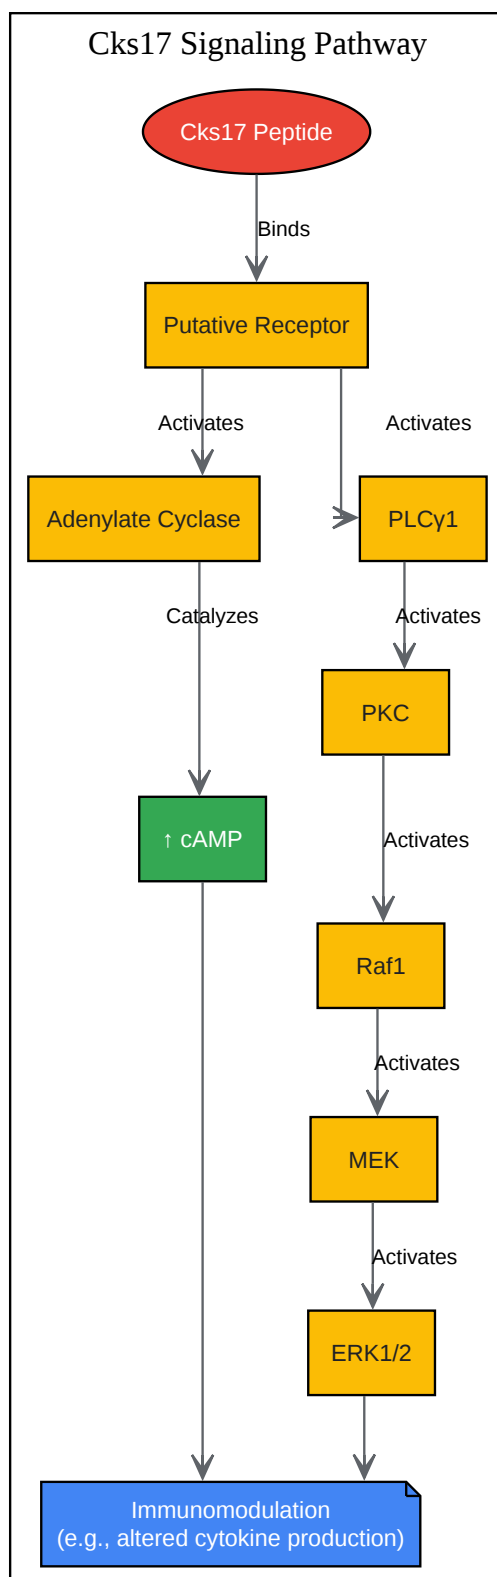 Cks17 Signaling Pathway
Cks17 Peptide
Binds
Putative Receptor
Activates
Activates
Adenylate Cyclase
PLCγ1
Catalyzes
Activates
PKC
↑ cAMP
Activates
Raf1
Activates
MEK
Activates
ERK1/2
Immunomodulation
(e.g., altered cytokine production)